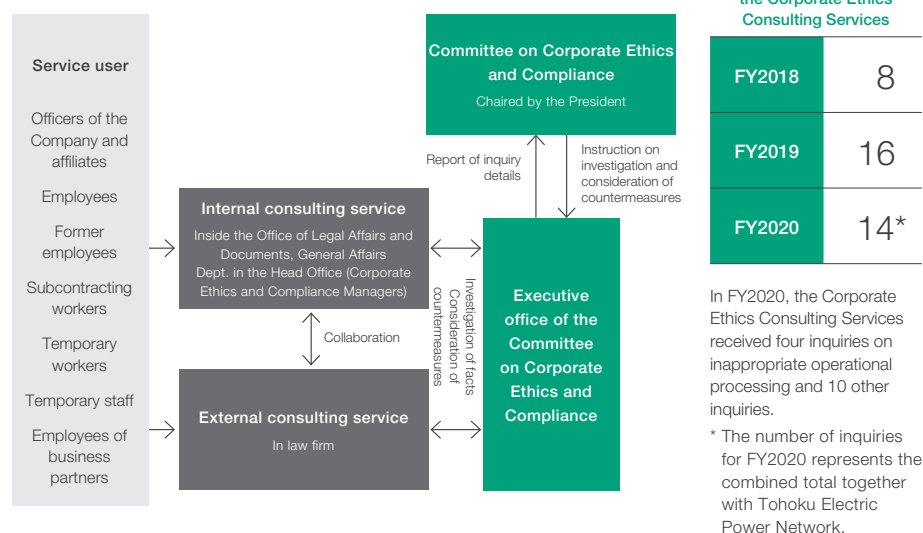 Service user
Officers of the
Company and
affiliates
Employees
Former
employees
Subcontracting
workers
Temporary
workers
Temporary staff
Employees of
business
partners
Internal consulting service
Inside the Office of Legal Affairs and
Documents, General Affairs
Dept. in the Head Office (Corporate
Ethics and Compliance Managers)
Collaboration
External consulting service
In law firm
Investigation of facts
Consideration of
countermeasures
Committee on Corporate Ethics
and Compliance
Chaired by the President
Report of inquiry
details
Instruction on
investigation and
consideration of
countermeasures
Executive
office of the
Committee
on Corporate
Ethics and
Compliance
the Corporate Ethics
Consulting Services
FY2018 8
FY2019 16
FY2020 14*
In FY2020, the Corporate
Ethics Consulting Services
received four inquiries on
inappropriate operational
processing and 10 other
inquiries.
* The number of inquiries
for FY2020 represents the
combined total together
with Tohoku Electric
Power Network.